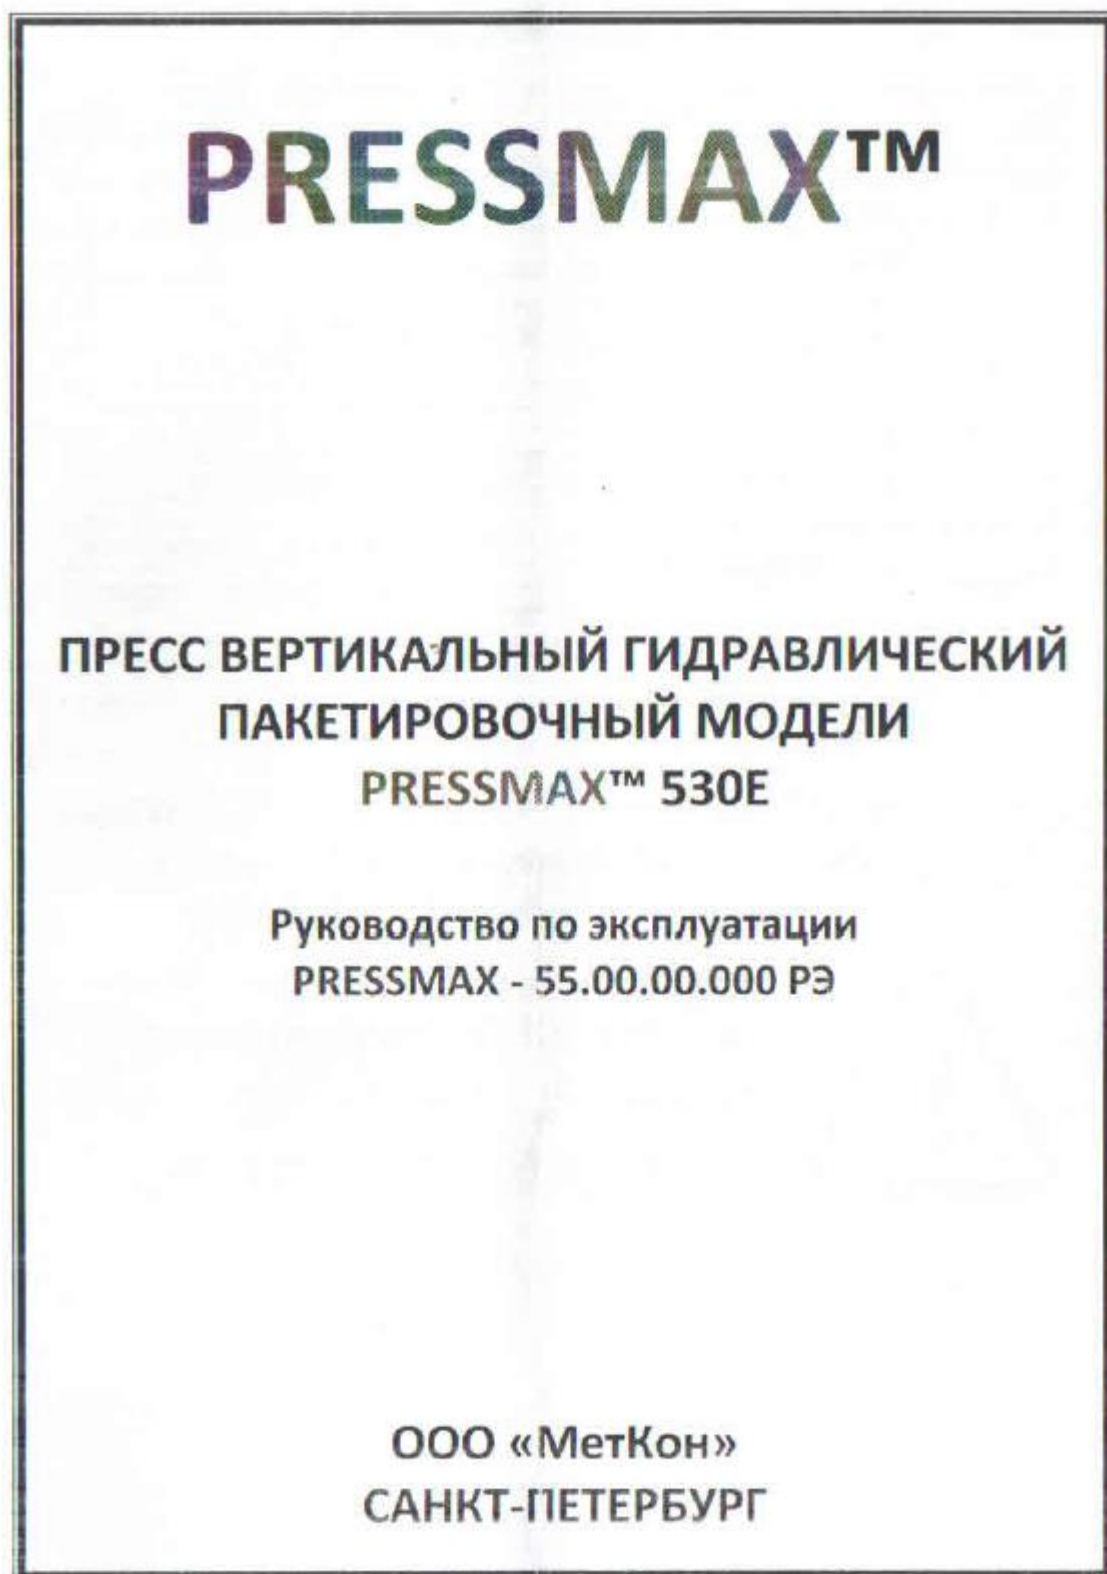 PRESSMAX™
ПРЕСС ВЕРТИКАЛЬНЫЙ ГИДРАВЛИЧЕСКИЙ
ПАКЕТИРОВОЧНЫЙ МОДЕЛИ
PRESSMAX™ 530E
Руководство по эксплуатации
PRESSMAX - 55.00.00.000 РЭ
ООО «МетКон»
САНКТ-ПЕТЕРБУРГ